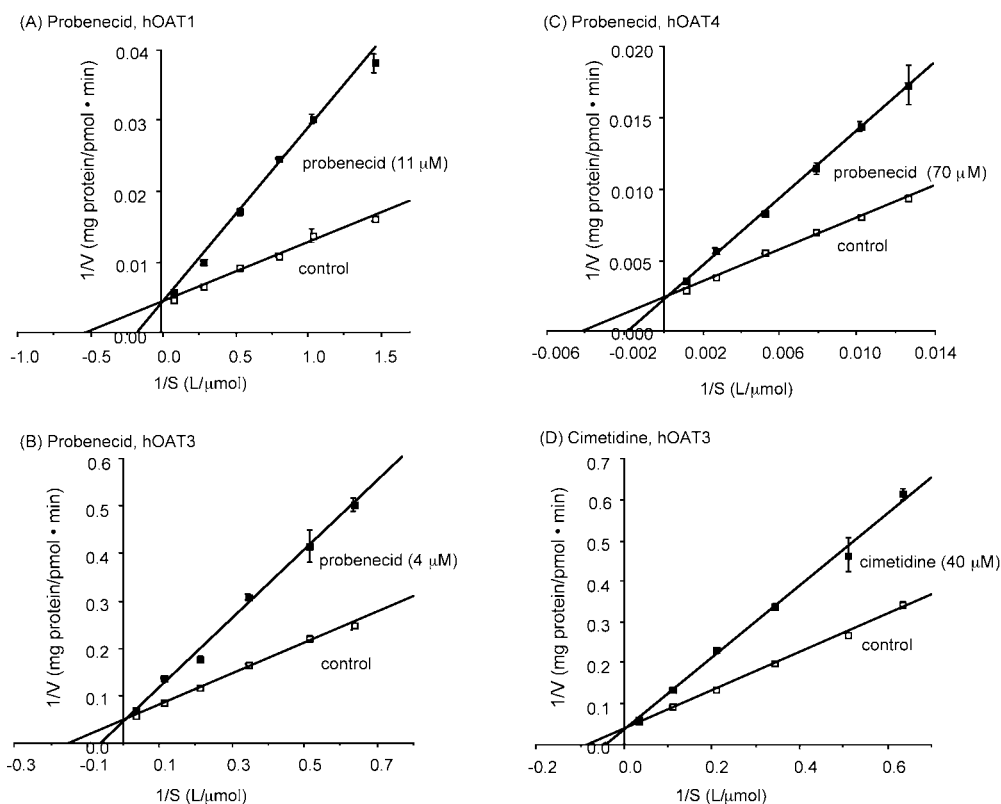 (A) Probenecid, hOAT1
1/V (mg protein/pmol • min)
0.04
0.03
0.02
0.01
0.00
probenecid (11 μM)
control
-1.0
-0.5
0.0
0.5
1.0
1.5
1/S (L/μmol)
(C) Probenecid, hOAT4
1/V (mg protein/pmol • min)
0.020
0.015
0.010
0.005
0.000
probenecid (70 μM)
control
-0.006
-0.002
0.002
0.006
0.010
0.014
1/S (L/μmol)
(B) Probenecid, hOAT3
1/V (mg protein/pmol • min)
0.6
0.5
0.4
0.3
0.2
0.1
0.0
probenecid (4 μM)
control
-0.3
-0.1
0.1
0.3
0.5
0.7
1/S (L/μmol)
(D) Cimetidine, hOAT3
1/V (mg protein/pmol • min)
0.7
0.6
0.5
0.4
0.3
0.2
0.1
0.0
cimetidine (40 μM)
control
-0.2
0.0
0.2
0.4
0.6
1/S (L/μmol)